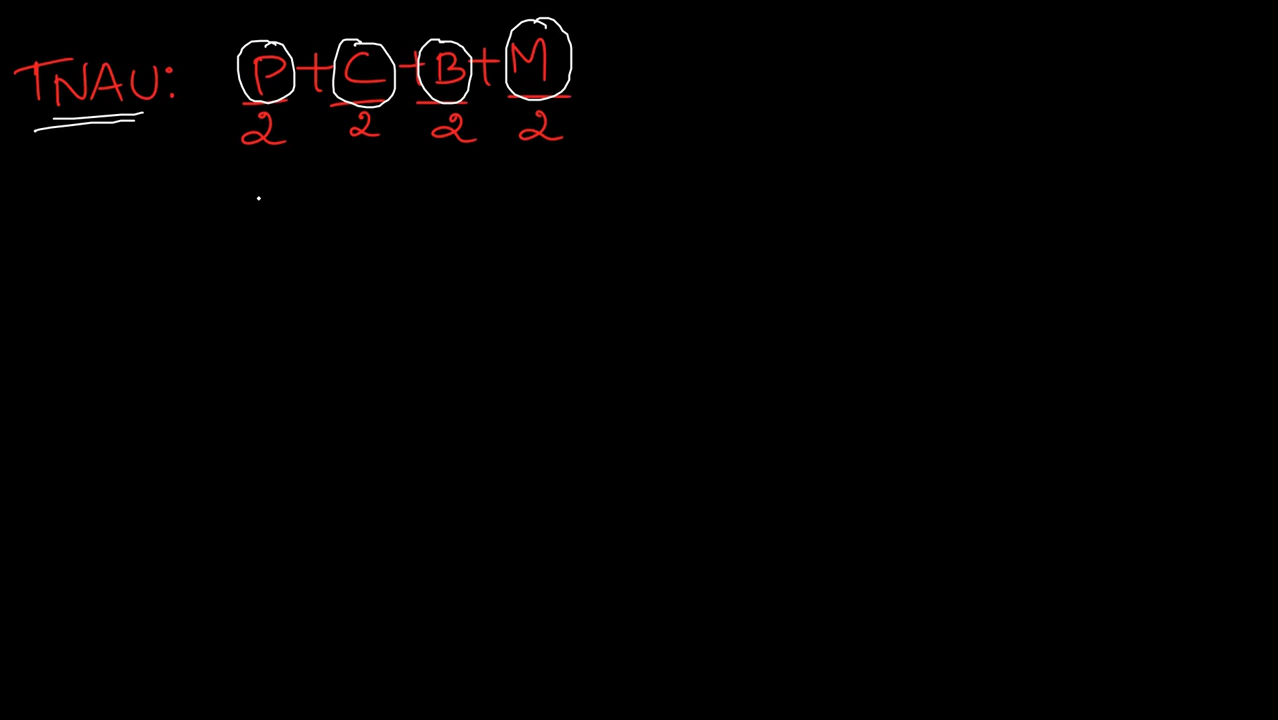 TNAU: P/2 + C/2 + B/2 + M/2